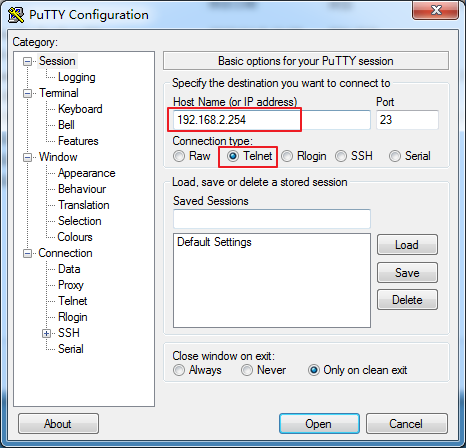 PuTTY Configuration
Category:
Session
Logging
Terminal
Keyboard
Bell
Features
Window
Appearance
Behaviour
Translation
Selection
Colours
Connection
Data
Proxy
Telnet
Rlogin
SSH
Serial
Basic options for your PuTTY session
Specify the destination you want to connect to
Host Name (or IP address) Port
192.168.2.254 23
Connection type:
Raw Telnet Rlogin SSH Serial
Load, save or delete a stored session
Saved Sessions
Default Settings
Load
Save
Delete
Close window on exit:
Always Never Only on clean exit
About Open Cancel